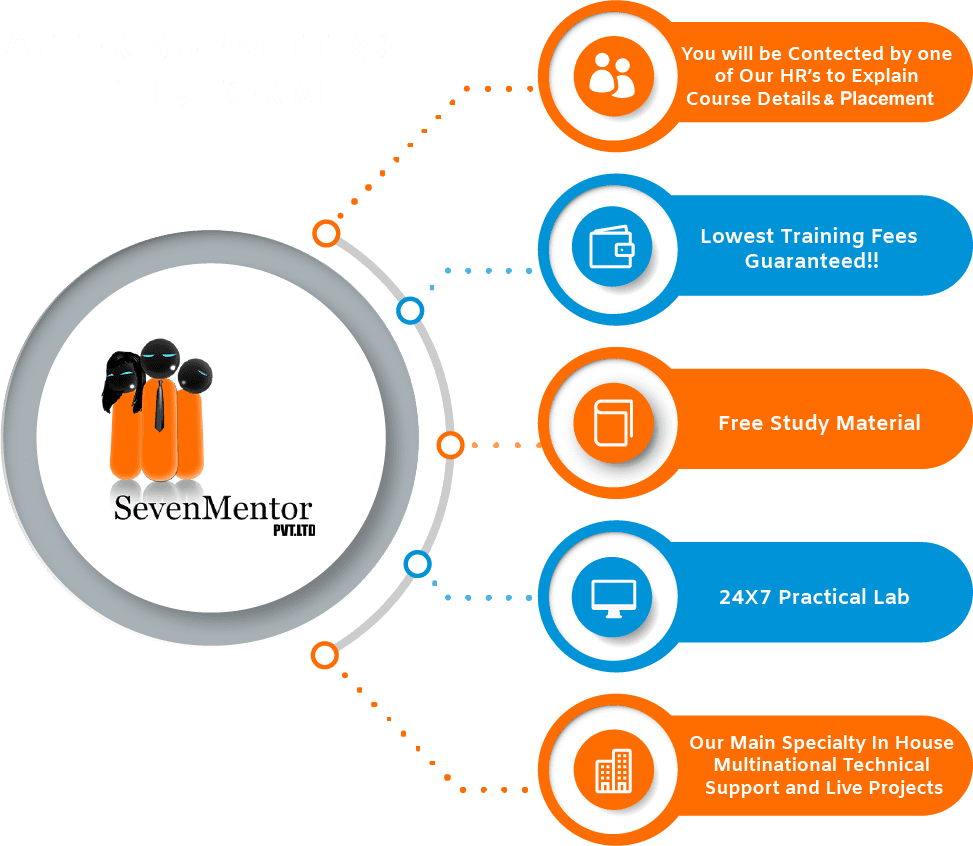 You will be Contected by one
of Our HR's to Explain
Course Details & Placement
Lowest Training Fees
Guaranteed!!
Free Study Material
24X7 Practical Lab
Our Main Specialty In House
Multinational Technical
Support and Live Projects
SevenMentor
PVT.LTD